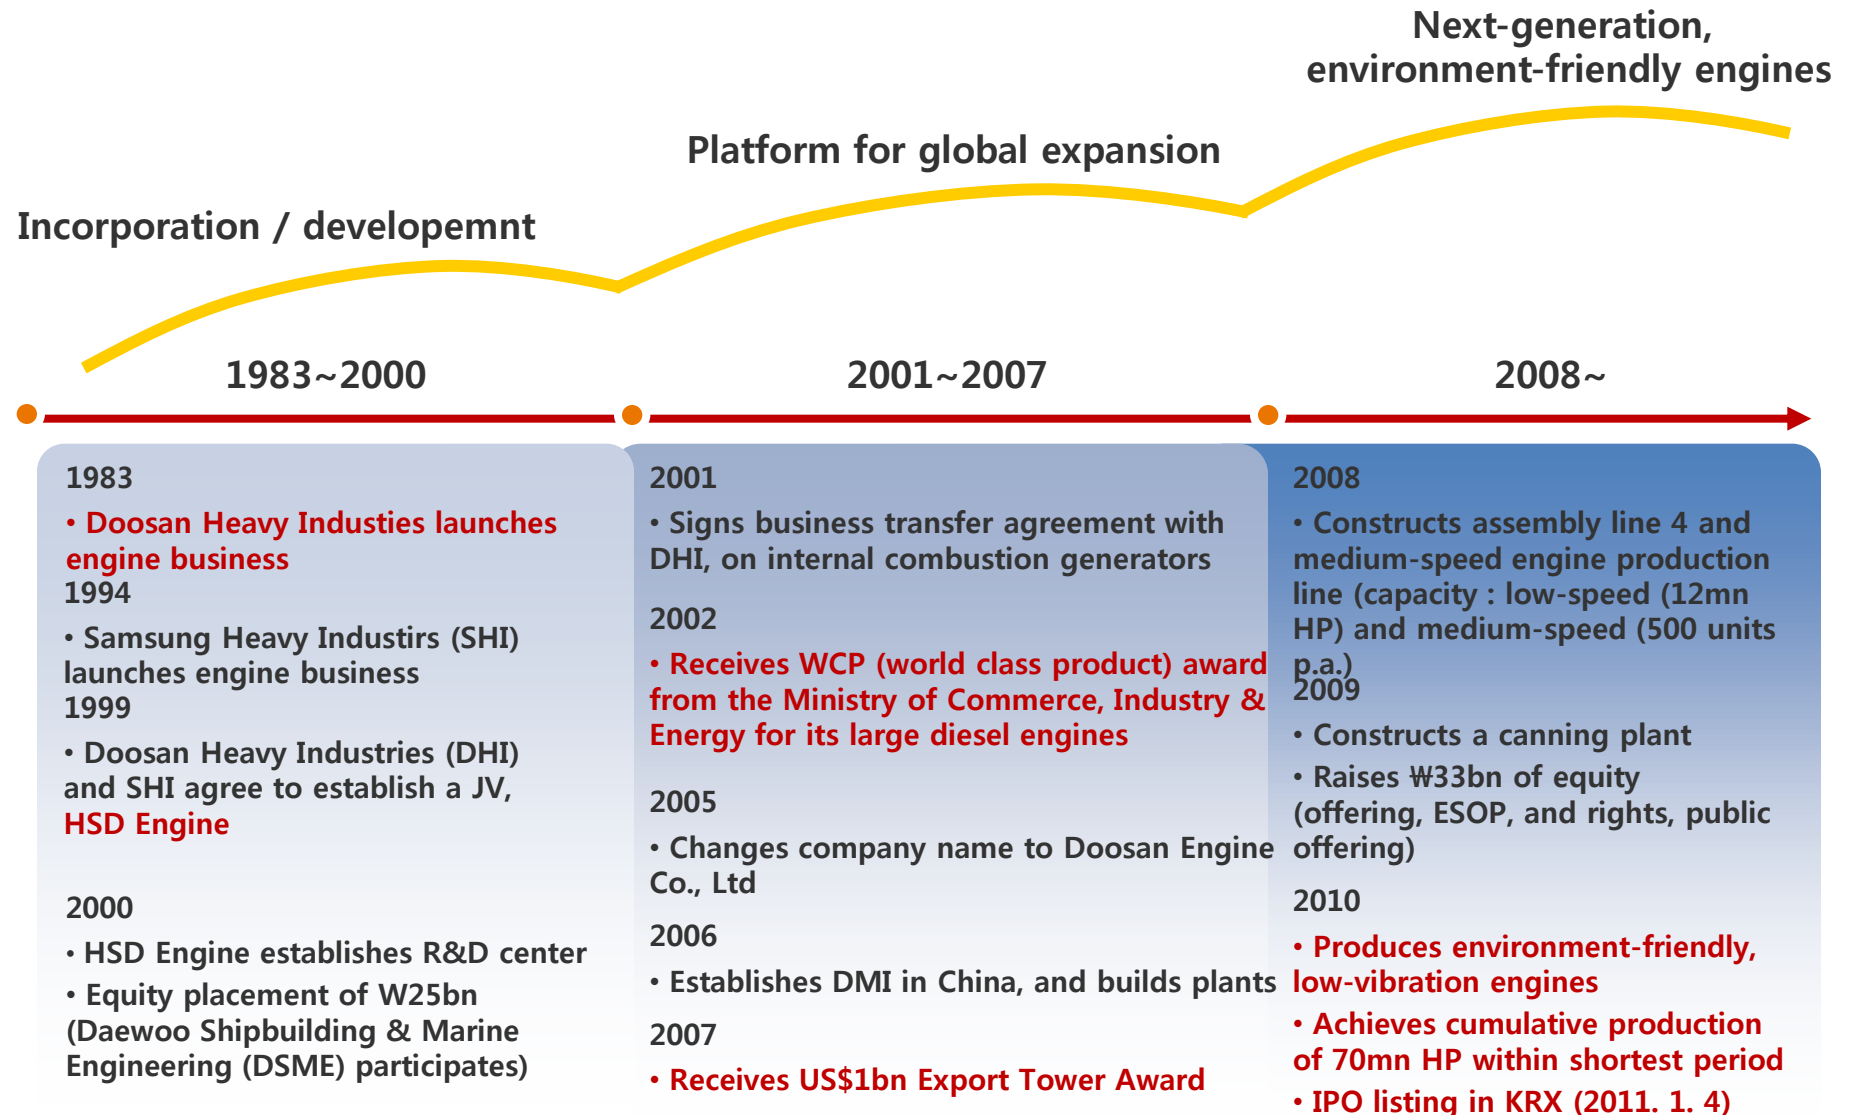 Next-generation,
environment-friendly engines
Platform for global expansion
Incorporation / developemnt
1983~2000
2001~2007
2008~
1983
• Doosan Heavy Industies launches
engine business
1994
• Samsung Heavy Industirs (SHI)
launches engine business
1999
• Doosan Heavy Industries (DHI)
and SHI agree to establish a JV,
HSD Engine
2000
• HSD Engine establishes R&D center
• Equity placement of W25bn
(Daewoo Shipbuilding & Marine
Engineering (DSME) participates)
2001
• Signs business transfer agreement with
DHI, on internal combustion generators
2002
• Receives WCP (world class product) award
from the Ministry of Commerce, Industry &
Energy for its large diesel engines
2005
• Changes company name to Doosan Engine
Co., Ltd
2006
• Establishes DMI in China, and builds plants
2007
• Receives US$1bn Export Tower Award
2008
• Constructs assembly line 4 and
medium-speed engine production
line (capacity : low-speed (12mn
HP) and medium-speed (500 units
p.a.)
2009
• Constructs a canning plant
• Raises ₩33bn of equity
(offering, ESOP, and rights, public
offering)
2010
• Produces environment-friendly,
low-vibration engines
• Achieves cumulative production
of 70mn HP within shortest period
• IPO listing in KRX (2011. 1. 4)